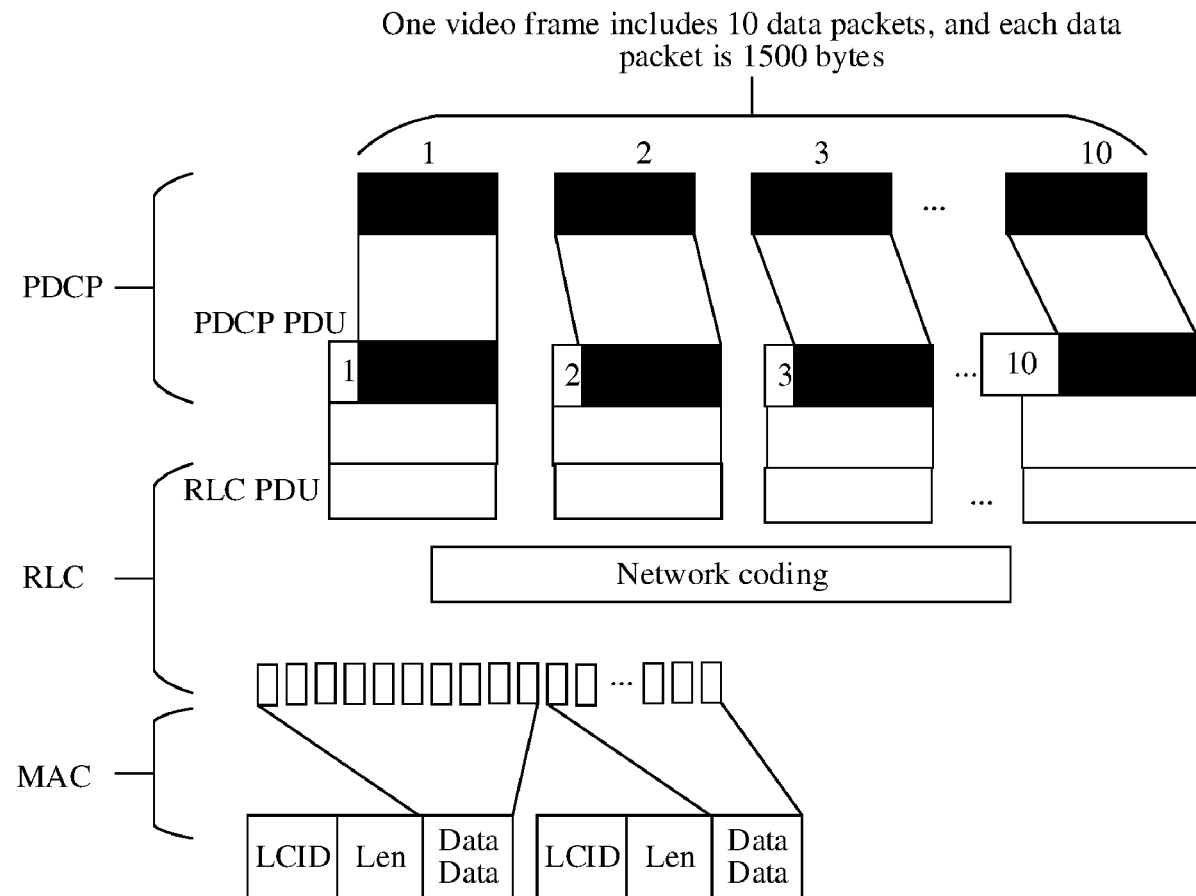 One video frame includes 10 data packets, and each data
packet is 1500 bytes
1 2 3 10
...
PDCP
PDCP PDU
1 2 3 ... 10
RLC PDU
...
RLC
Network coding
...
MAC
LCID Len Data Data LCID Len Data Data